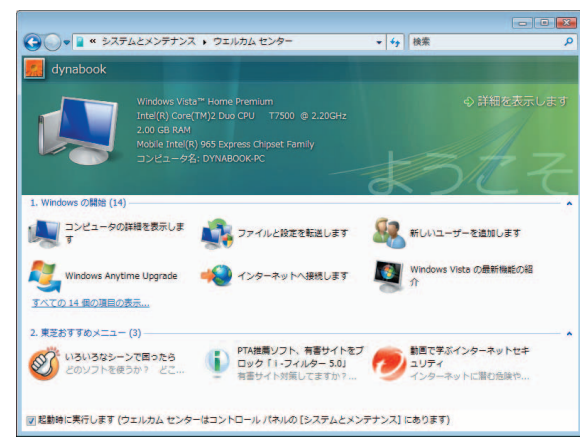 « システムとメンテナンス ▸ ウエルカム センター
検索
dynabook
Windows Vista™ Home Premium
詳細を表示します
Intel(R) Core(TM)2 Duo CPU T7500 @ 2.20GHz
2.00 GB RAM
Mobile Intel(R) 965 Express Chipset Family
コンピュータ名: DYNABOOK-PC
ようこそ
1. Windows の開始 (14)
コンピュータの詳細を表示しま
す
ファイルと設定を転送します
新しいユーザーを追加します
Windows Anytime Upgrade
インターネットへ接続します
Windows Vista の最新機能の紹
介
すべての 14 個の項目の表示...
2. 東芝おすすめメニュー (3)
いろいろなシーンで困ったら
どのソフトを使うか? どこ...
PTA推薦ソフト、有害サイトをブ
ロック「i-フィルター 5.0」
有害サイト対策してますか?...
動画で学ぶインターネットセキ
ュリティ
インターネットに潜む危険や...
起動時に実行します (ウェルカム センターはコントロール パネルの [システムとメンテナンス] にあります)